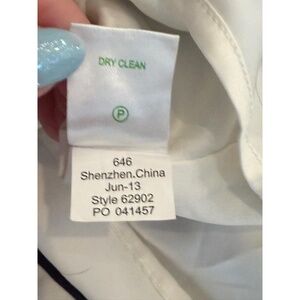 DRY CLEAN
P
646
Shenzhen.China
Jun-13
Style 62902
PO 041457